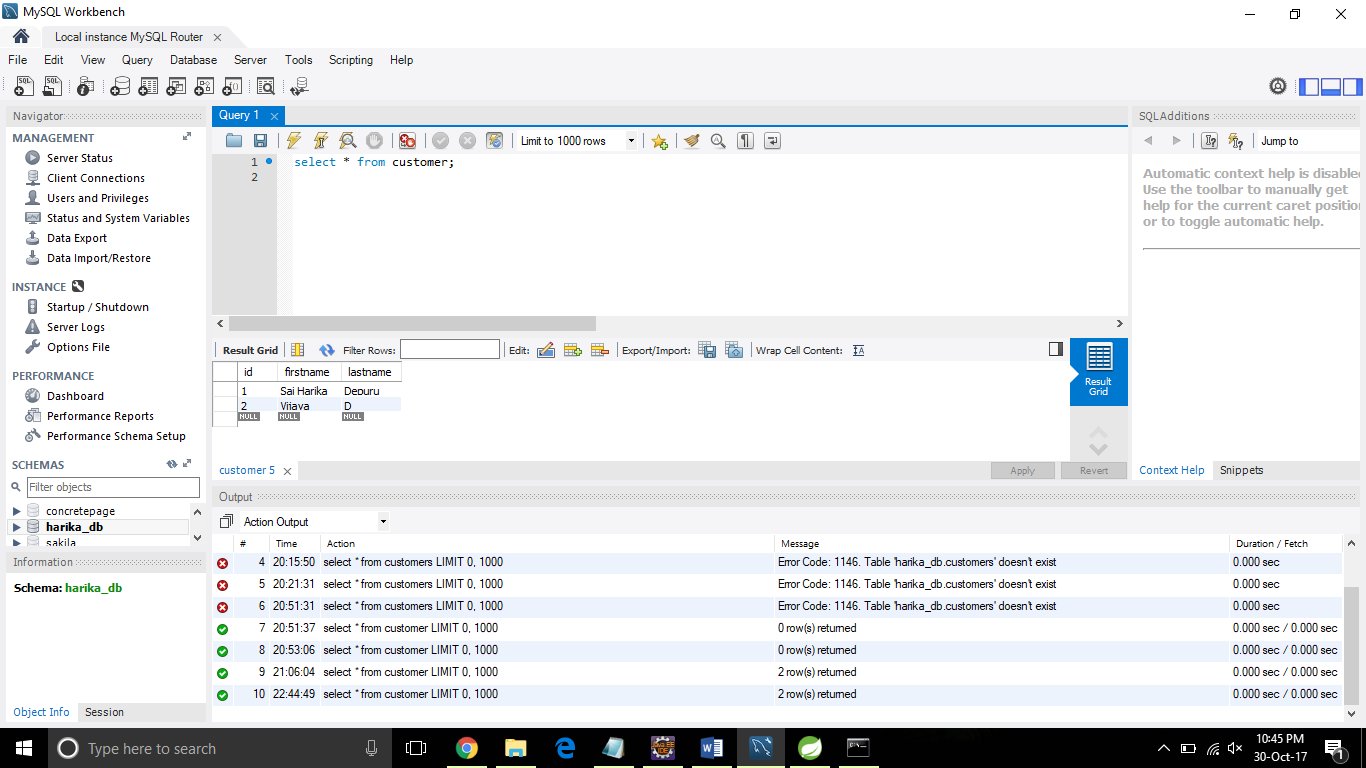 MySQL Workbench
Local instance MySQL Router
File Edit View Query Database Server Tools Scripting Help
Navigator
MANAGEMENT
Server Status
Client Connections
Users and Privileges
Status and System Variables
Data Export
Data Import/Restore
INSTANCE
Startup / Shutdown
Server Logs
Options File
PERFORMANCE
Dashboard
Performance Reports
Performance Schema Setup
SCHEMAS
Filter objects
concretepage
harika_db
sakila
Information
Schema: harika_db
Object Info Session
Query 1
Limit to 1000 rows
1 select * from customer;
2
Result Grid Filter Rows: Edit: Export/Import: Wrap Cell Content:
id firstname lastname
1 Sai Harika Depuru
2 Vijaya D
NULL NULL NULL
Result
Grid
customer 5 Apply Revert
SQLAdditions
Jump to
Automatic context help is disable
Use the toolbar to manually get
help for the current caret position
or to toggle automatic help.
Context Help Snippets
Output
Action Output
# Time Action Message Duration / Fetch
4 20:15:50 select * from customers LIMIT 0, 1000 Error Code: 1146. Table 'harika_db.customers' doesn't exist 0.000 sec
5 20:21:31 select * from customers LIMIT 0, 1000 Error Code: 1146. Table 'harika_db.customers' doesn't exist 0.000 sec
6 20:51:31 select * from customers LIMIT 0, 1000 Error Code: 1146. Table 'harika_db.customers' doesn't exist 0.000 sec
7 20:51:37 select * from customer LIMIT 0, 1000 0 row(s) returned 0.000 sec / 0.000 sec
8 20:53:06 select * from customer LIMIT 0, 1000 0 row(s) returned 0.000 sec / 0.000 sec
9 21:06:04 select * from customer LIMIT 0, 1000 2 row(s) returned 0.000 sec / 0.000 sec
10 22:44:49 select * from customer LIMIT 0, 1000 2 row(s) returned 0.000 sec / 0.000 sec
Type here to search
10:45 PM
30-Oct-17
1